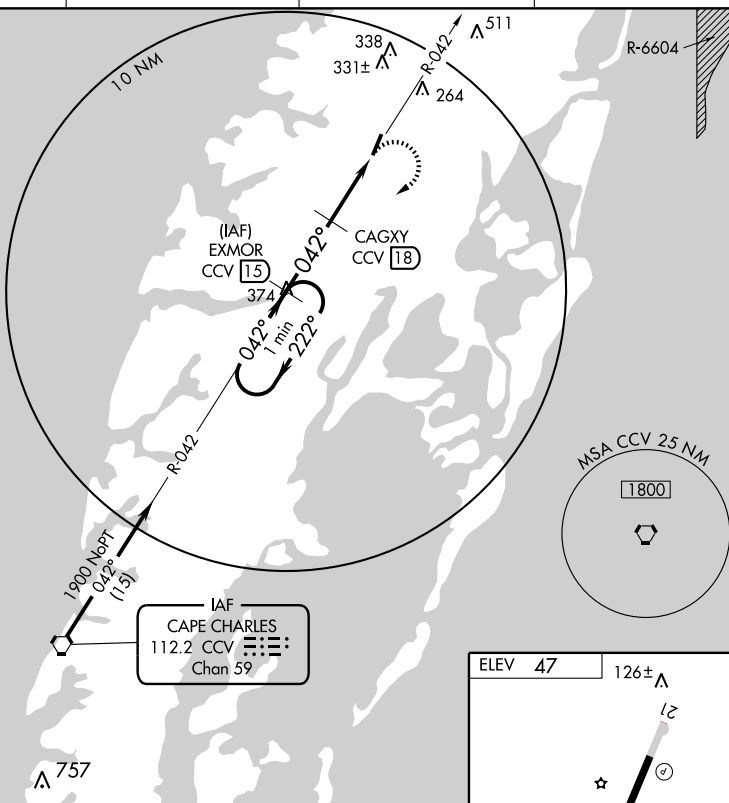 511
338
331±
R-042
R-6604
10 NM
264
(IAF)
EXMOR
CCV 15
042°
CAGXY
CCV 18
374
042°
1 min
222°
R-042
MSA CCV 25 NM
1800
1900 NoPT
042°
(15)
IAF
CAPE CHARLES
112.2 CCV
Chan 59
757
ELEV 47
126±
21
P